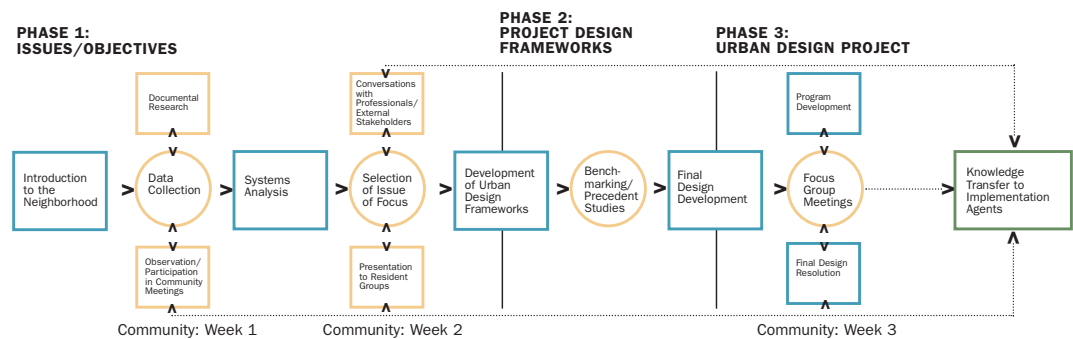 PHASE 1:
ISSUES/OBJECTIVES
PHASE 2:
PROJECT DESIGN
FRAMEWORKS
PHASE 3:
URBAN DESIGN PROJECT
Documental
Research
Conversations
with
Professionals/
External
Stakeholders
Program
Development
Introduction
to the
Neighborhood
Data
Collection
Systems
Analysis
Selection
of Issue
of Focus
Development
of Urban
Design
Frameworks
Bench-
marking/
Precedent
Studies
Final
Design
Development
Focus
Group
Meetings
Knowledge
Transfer to
Implementation
Agents
Observation/
Participation
in Community
Meetings
Presentation
to Resident
Groups
Final Design
Resolution
Community: Week 1
Community: Week 2
Community: Week 3